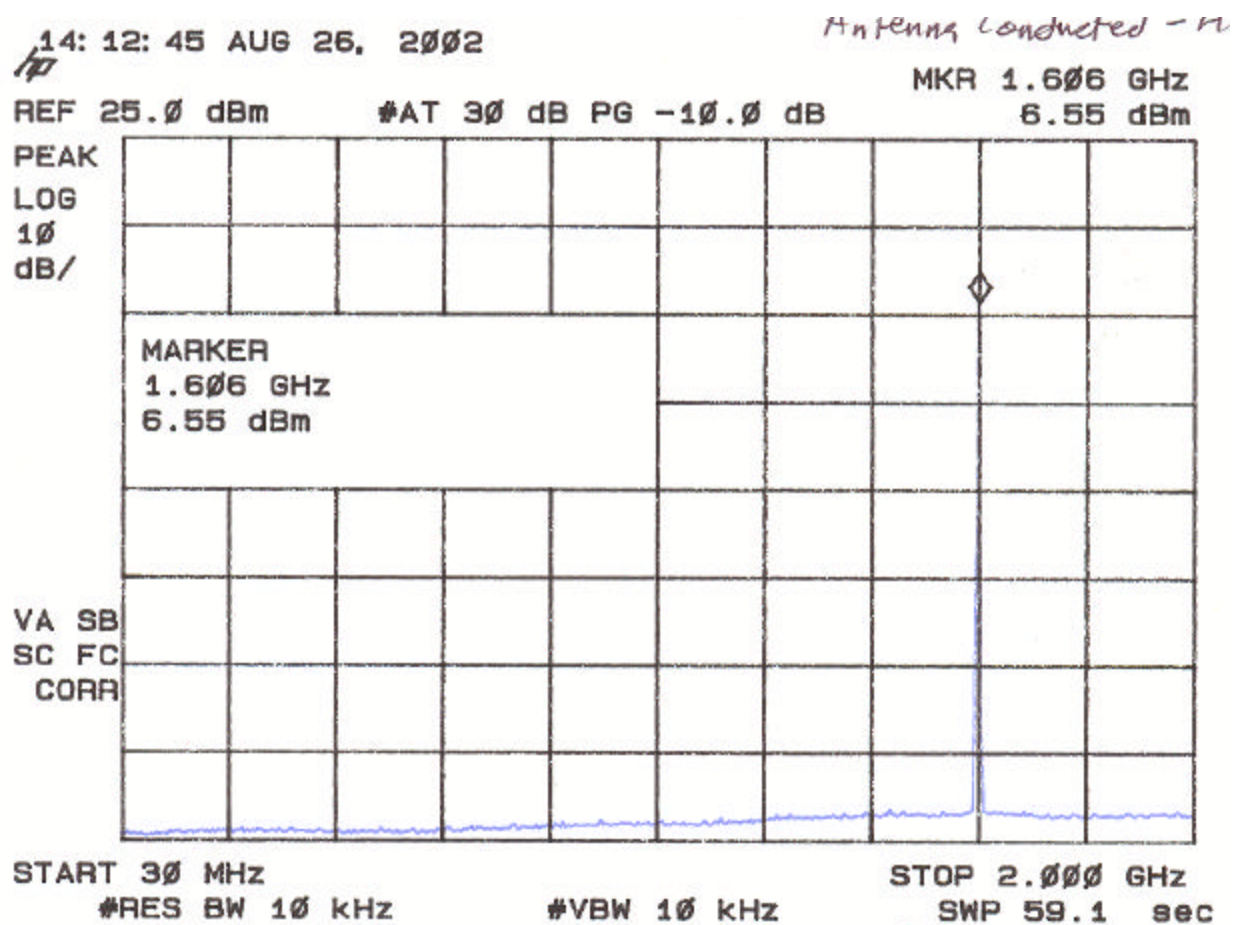 Antenna Conducted -
14:12:45 AUG 26, 2002
hp
MKR 1.606 GHz
REF 25.0 dBm #AT 30 dB PG -10.0 dB 6.55 dBm
PEAK
LOG
10
dB/
MARKER
1.606 GHz
6.55 dBm
VA SB
SC FC
CORR
START 30 MHz STOP 2.000 GHz
#RES BW 10 kHz #VBW 10 kHz SWP 59.1 sec